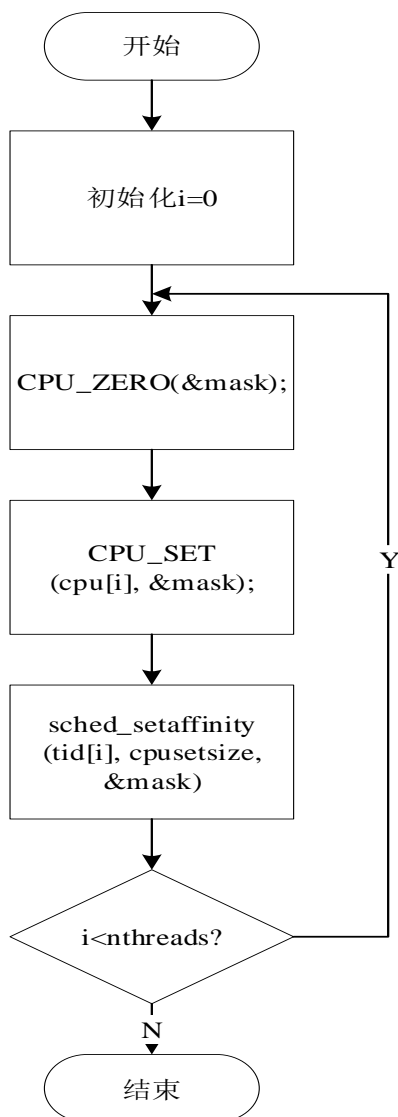 开始
初始化i=0
CPU_ZERO(&mask);
CPU_SET
(cpu[i], &mask);
Y
sched_setaffinity
(tid[i], cpusetsize,
&mask)
i<nthreads?
N
结束